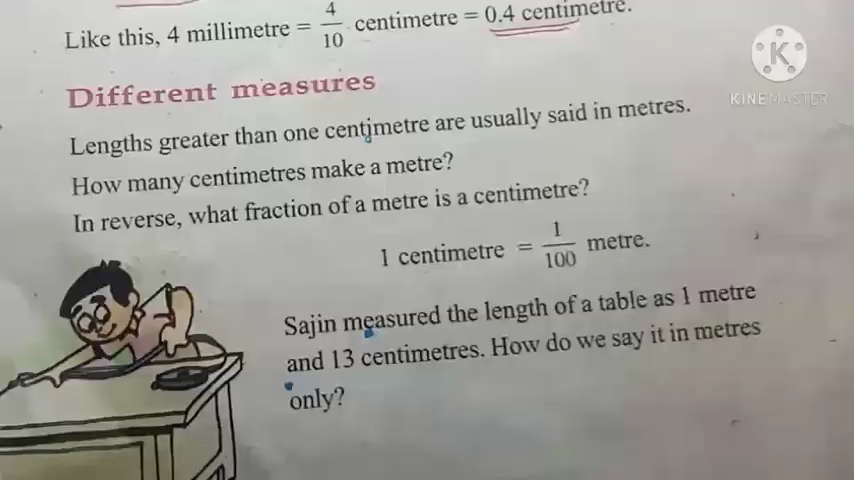 Like this, 4 millimetre = 4/10 centimetre = 0.4 centimetre.
Different measures
Lengths greater than one centimetre are usually said in metres.
How many centimetres make a metre?
In reverse, what fraction of a metre is a centimetre?
1 centimetre = 1/100 metre.
Sajin measured the length of a table as 1 metre
and 13 centimetres. How do we say it in metres
only?
KINEMASTER